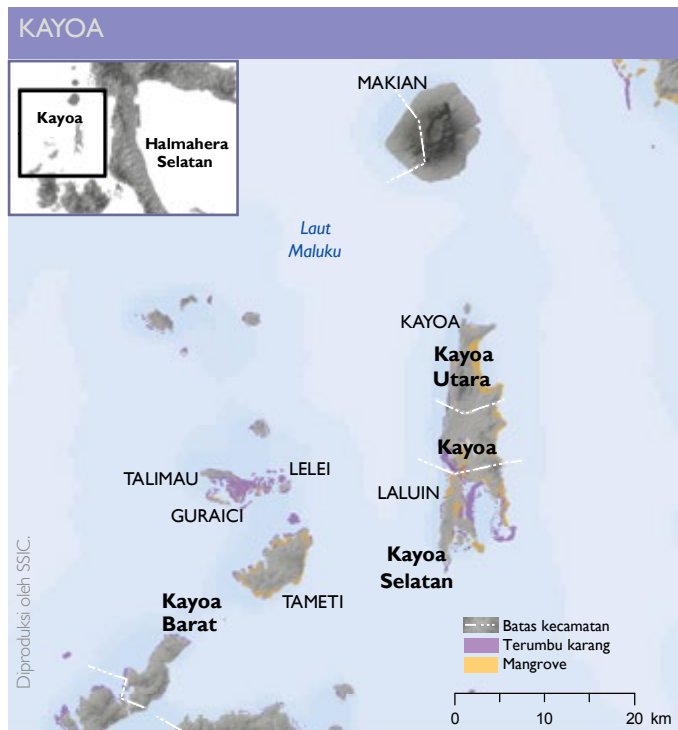 KAYOA
Kayoa
Halmahera
Selatan
MAKIAN
Laut
Maluku
KAYOA
Kayoa
Utara
Kayoa
TALIMAU
LELEI
LALUIN
GURAICI
Kayoa
Selatan
Kayoa
Barat
TAMETI
Diproduksi oleh SSIC.
Batas kecamatan
Terumbu karang
Mangrove
0 10 20 km